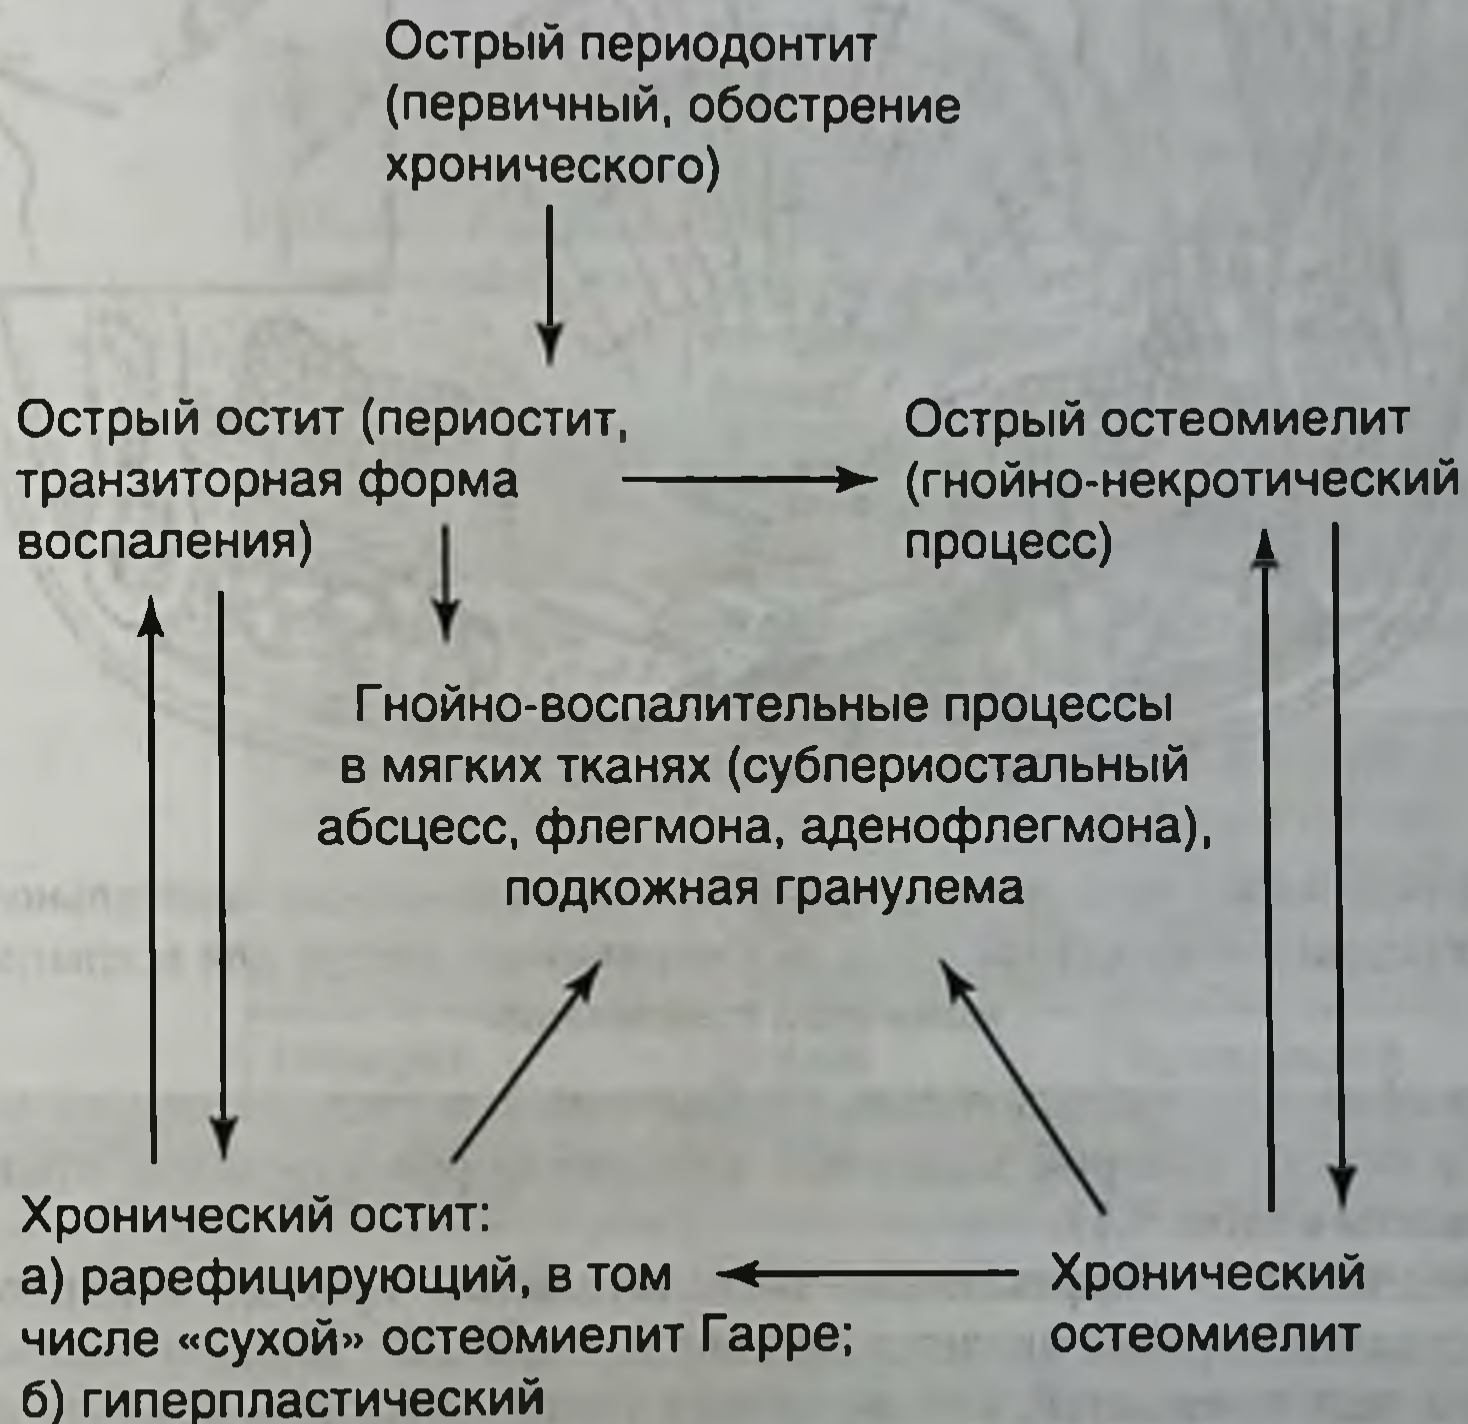 Острый периодонтит
(первичный, обострение
хронического)
Острый остит (периостит,
транзиторная форма
воспаления)
Острый остеомиелит
(гнойно-некротический
процесс)
Гнойно-воспалительные процессы
в мягких тканях (субпериостальный
абсцесс, флегмона, аденофлегмона),
подкожная гранулема
Хронический остит:
а) рарефицирующий, в том
числе «сухой» остеомиелит Гарре;
б) гиперпластический
Хронический
остеомиелит